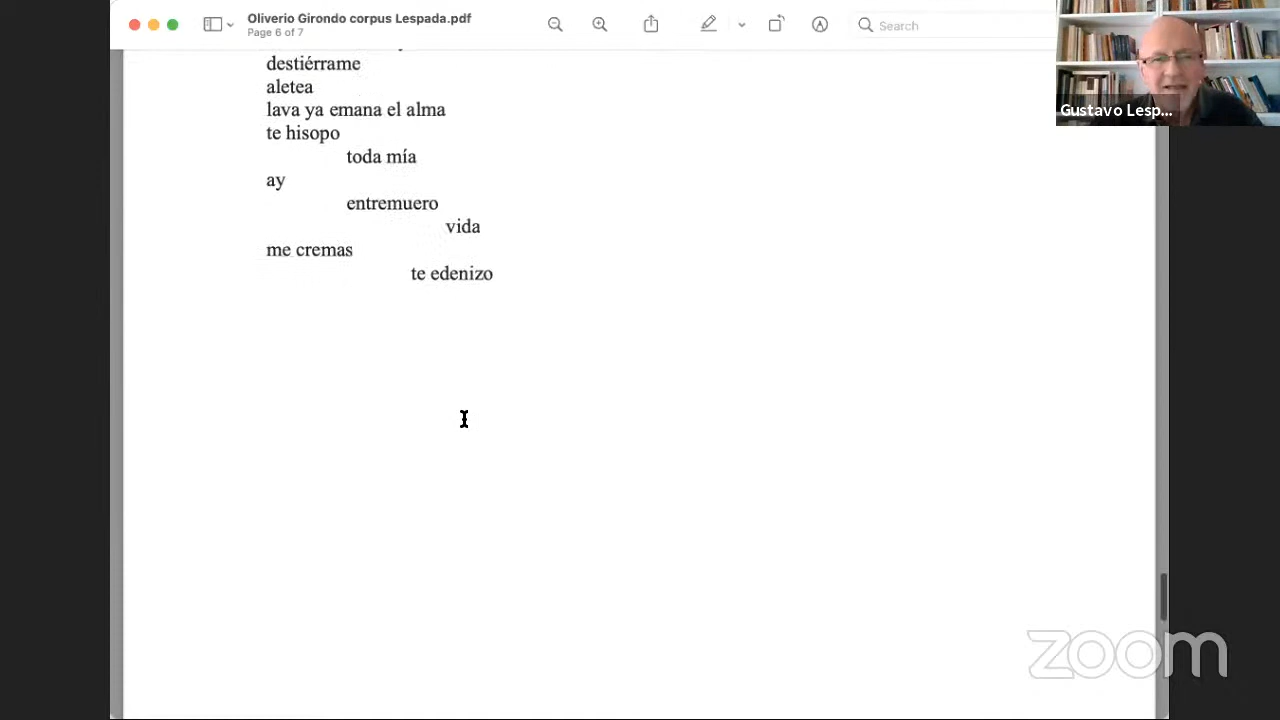 Oliverio Girondo corpus Lespada.pdf
Page 6 of 7
Search
Gustavo Lesp...
destiérrame
aletea
lava ya emana el alma
te hisopo
toda mía
ay
entremuero
vida
me cremas
te edenizo
zoom